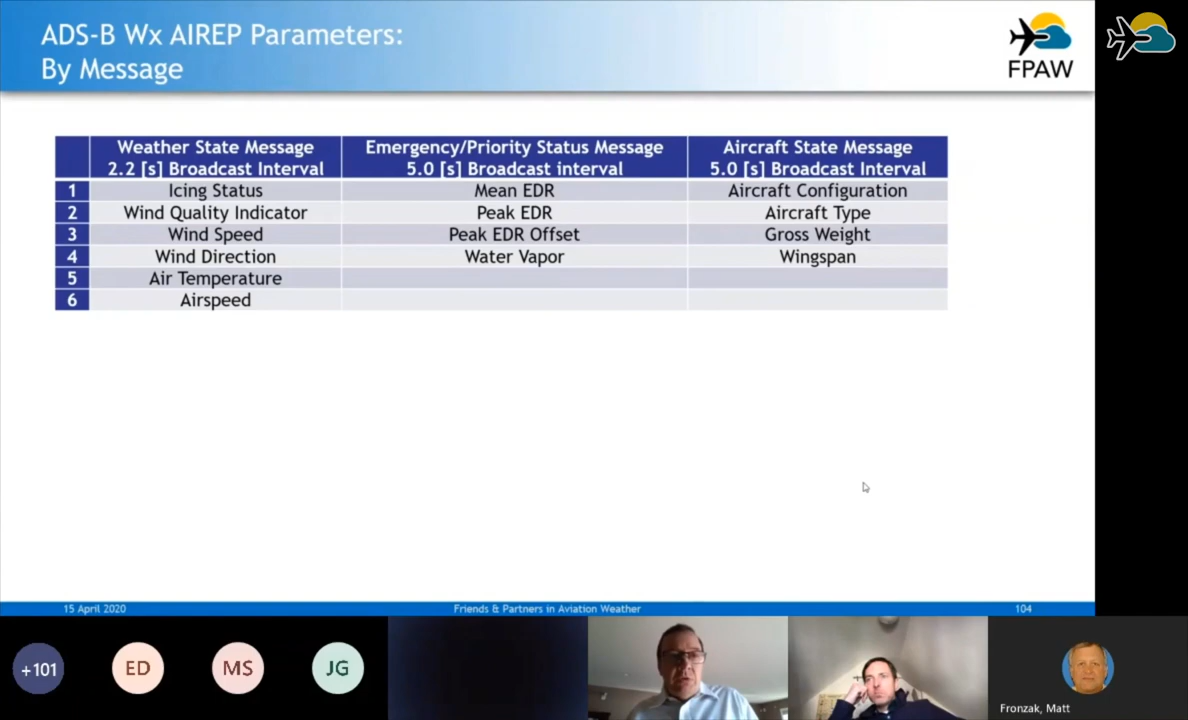 ADS-B Wx AIREP Parameters:
By Message
FPAW
Weather State Message Emergency/Priority Status Message Aircraft State Message
2.2 [s] Broadcast Interval 5.0 [s] Broadcast interval 5.0 [s] Broadcast Interval
1 Icing Status Mean EDR Aircraft Configuration
2 Wind Quality Indicator Peak EDR Aircraft Type
3 Wind Speed Peak EDR Offset Gross Weight
4 Wind Direction Water Vapor Wingspan
5 Air Temperature
6 Airspeed
15 April 2020 Friends & Partners in Aviation Weather 104
+101 ED MS JG
Fronzak, Matt